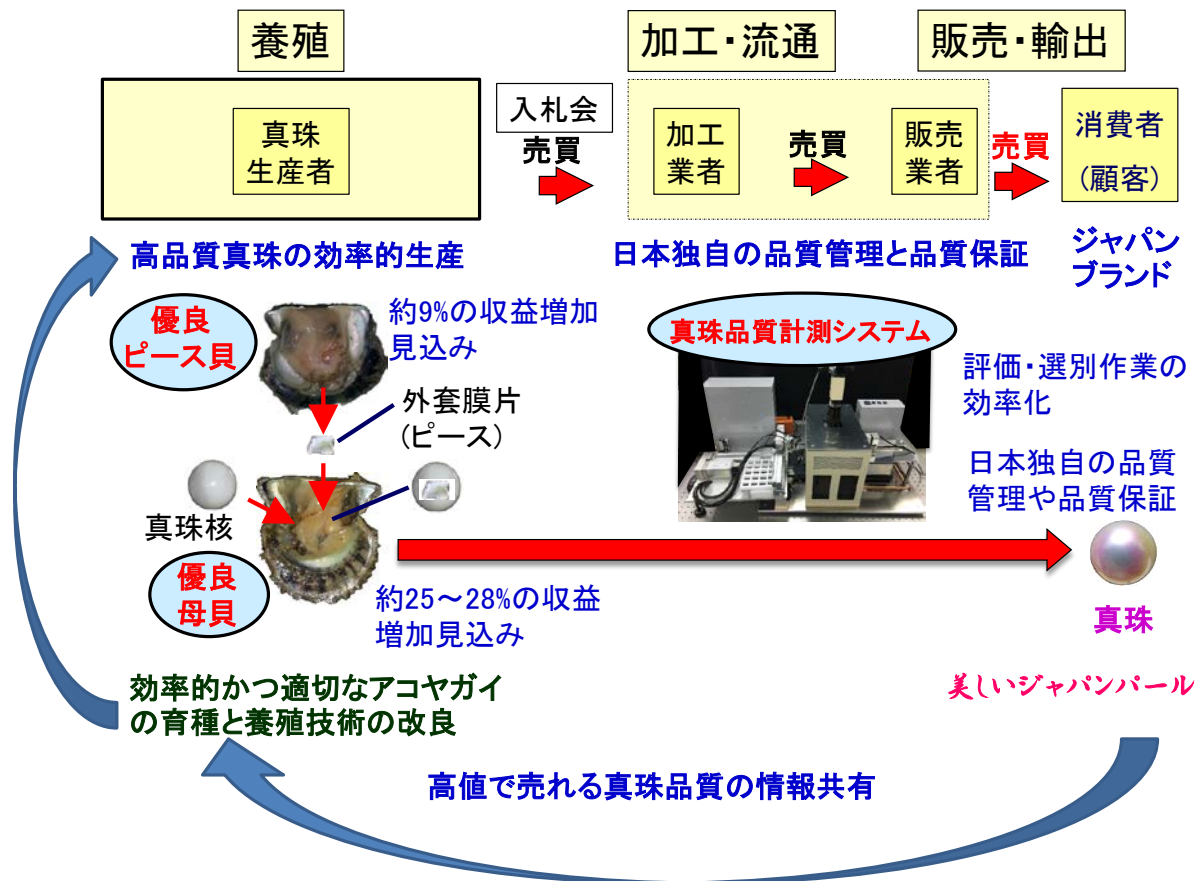 養殖
加工・流通
販売・輸出
真珠
生産者
入札会
売買
加工
業者
売買
販売
業者
売買
消費者
(顧客)
高品質真珠の効率的生産
日本独自の品質管理と品質保証
ジャパン
ブランド
優良
ピース貝
約9%の収益増加
見込み
外套膜片
(ピース)
真珠核
優良
母貝
約25～28%の収益
増加見込み
真珠品質計測システム
評価・選別作業の
効率化
日本独自の品質
管理や品質保証
真珠
効率的かつ適切なアコヤガイ
の育種と養殖技術の改良
美しいジャパンパール
高値で売れる真珠品質の情報共有